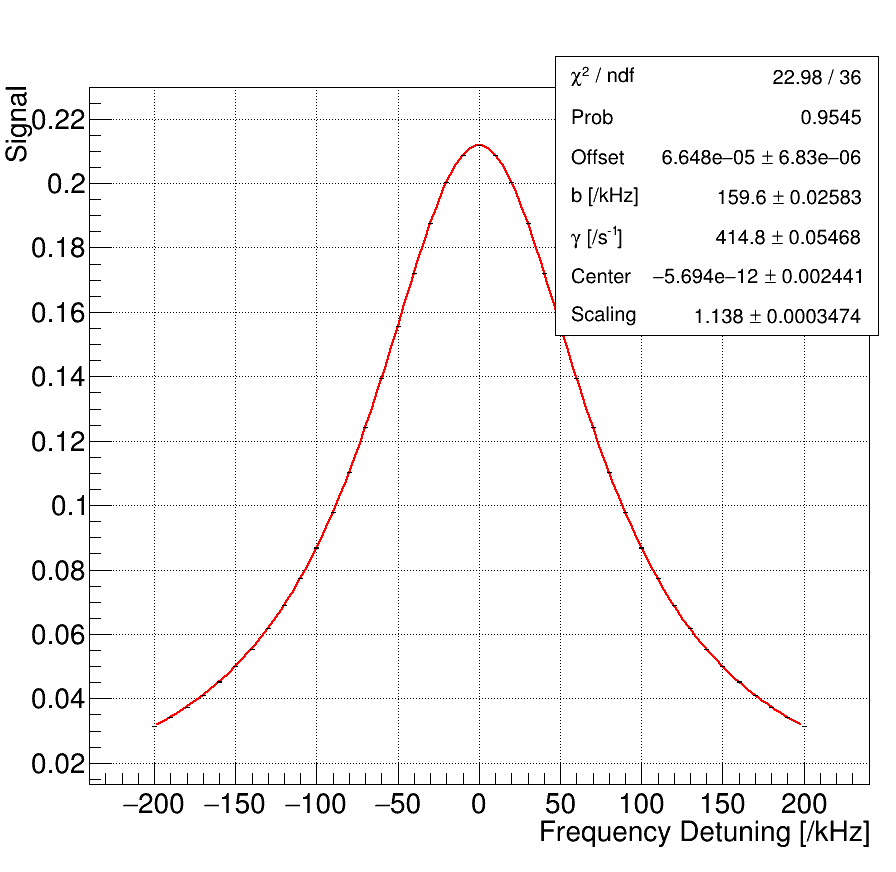 Signal
χ² / ndf 22.98 / 36
Prob 0.9545
Offset 6.648e−05 ± 6.83e−06
b [/kHz] 159.6 ± 0.02583
γ [/s⁻¹] 414.8 ± 0.05468
Center −5.694e−12 ± 0.002441
Scaling 1.138 ± 0.0003474
0.22
0.2
0.18
0.16
0.14
0.12
0.1
0.08
0.06
0.04
0.02
−200 −150 −100 −50 0 50 100 150 200
Frequency Detuning [/kHz]